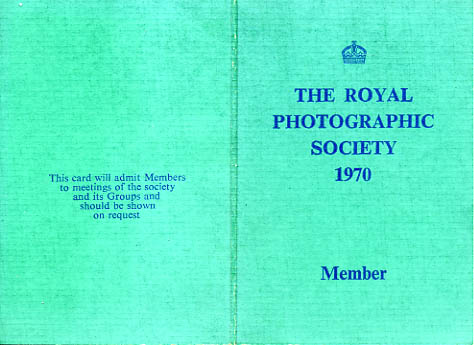 This card will admit Members
to meetings of the society
and its Groups and
should be shown
on request
THE ROYAL
PHOTOGRAPHIC
SOCIETY
1970
Member